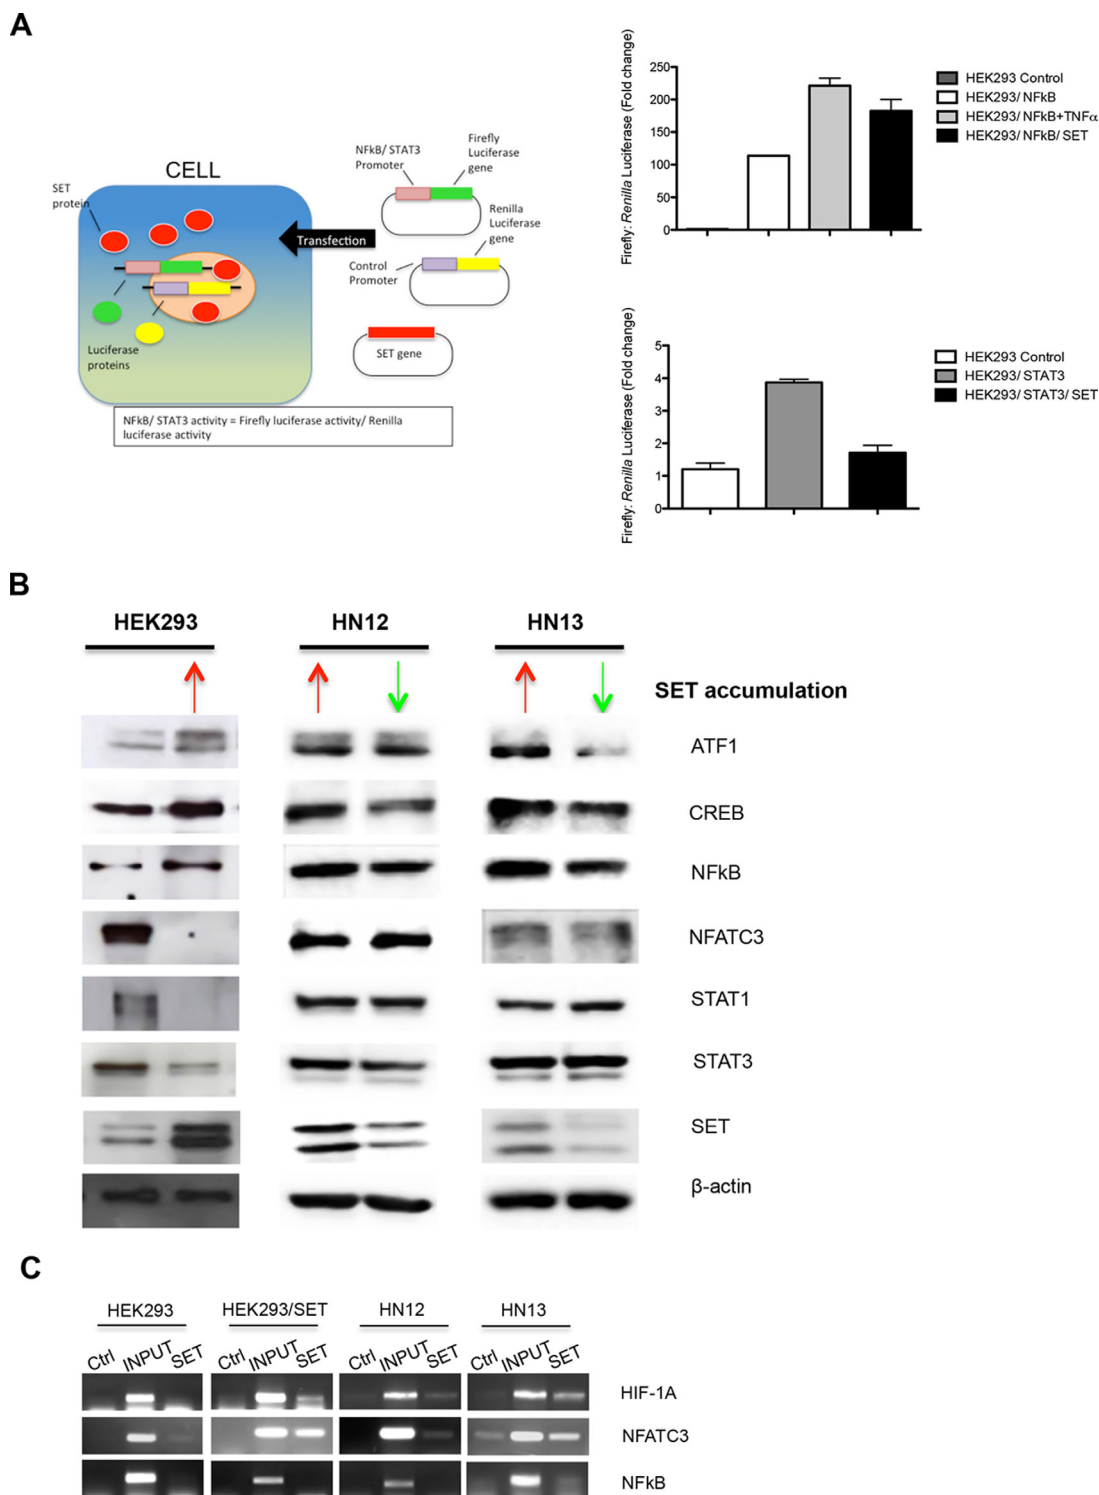 A
CELL
SET
protein
Luciferase
proteins
Transfection
NFkB/ STAT3
Promoter
Firefly
Luciferase
gene
Renilla
Luciferase
gene
Control
Promoter
SET gene
NFkB/ STAT3 activity = Firefly luciferase activity/ Renilla
luciferase activity
Firefly: Renilla Luciferase (Fold change)
250
200
150
100
50
0
HEK293 Control
HEK293/ NFkB
HEK293/ NFkB+TNFα
HEK293/ NFkB/ SET
Firefly: Renilla Luciferase (Fold change)
5
4
3
2
1
0
HEK293 Control
HEK293/ STAT3
HEK293/ STAT3/ SET
B
HEK293 HN12 HN13
SET accumulation
ATF1
CREB
NFkB
NFATC3
STAT1
STAT3
SET
β-actin
C
HEK293 HEK293/SET HN12 HN13
Ctrl INPUT SET Ctrl INPUT SET Ctrl INPUT SET Ctrl INPUT SET
HIF-1A
NFATC3
NFkB